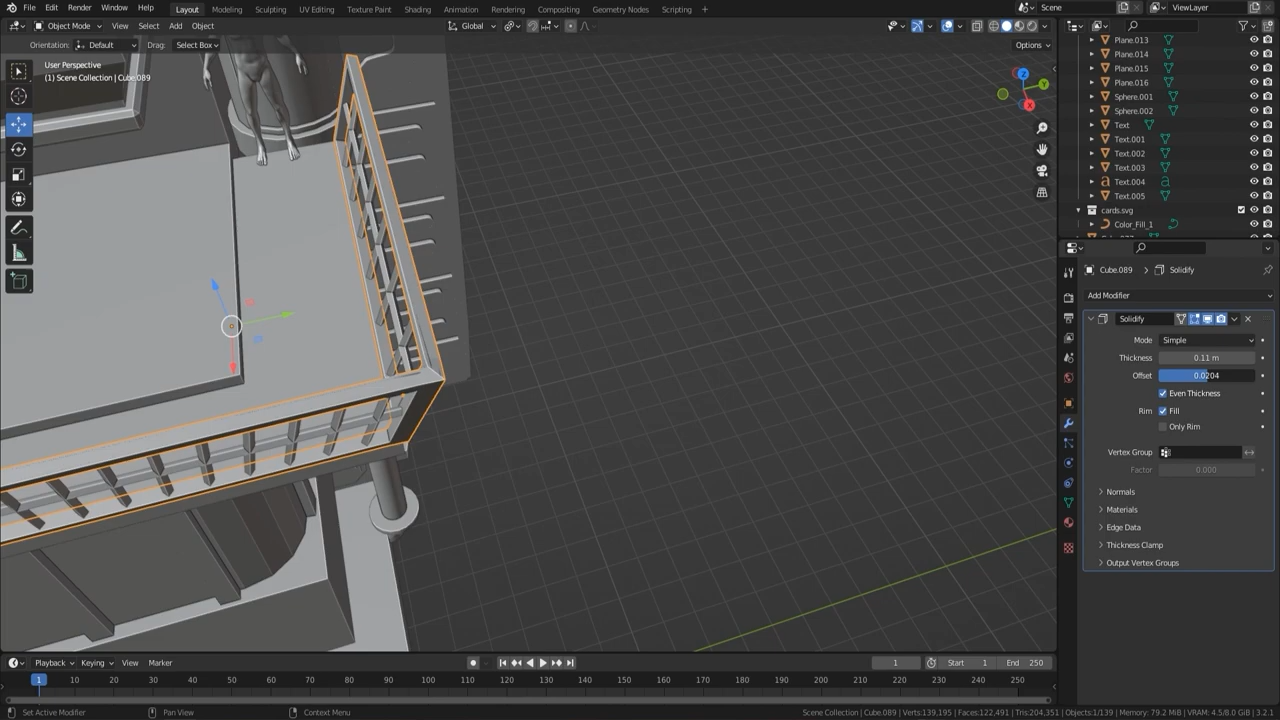 File Edit Render Window Help Layout Modeling Sculpting UV Editing Texture Paint Shading Animation Rendering Compositing Geometry Nodes Scripting + Scene ViewLayer
Object Mode View Select Add Object Global
Orientation: Default Drag: Select Box Options
User Perspective
(1) Scene Collection | Cube.089
Z
Y
X
Plane.013
Plane.014
Plane.015
Plane.016
Sphere.001
Sphere.002
Text
Text.001
Text.002
Text.003
Text.004
Text.005
cards.svg
Color_Fill_1
Cube.089 > Solidify
Add Modifier
Solidify
Mode Simple
Thickness 0.11 m
Offset 0.0204
Even Thickness
Rim Fill
Only Rim
Vertex Group
Factor 0.000
Normals
Materials
Edge Data
Thickness Clamp
Output Vertex Groups
Playback Keying View Marker 1 Start 1 End 250
1 10 20 30 40 50 60 70 80 90 100 110 120 130 140 150 160 170 180 190 200 210 220 230 240 250
Set Active Modifier Pan View Context Menu Scene Collection | Cube.089 | Verts:139,195 | Faces:122,491 | Tris:204,351 | Objects:1/139 | Memory: 79.2 MiB | VRAM: 4.5/8.0 GiB | 3.2.1